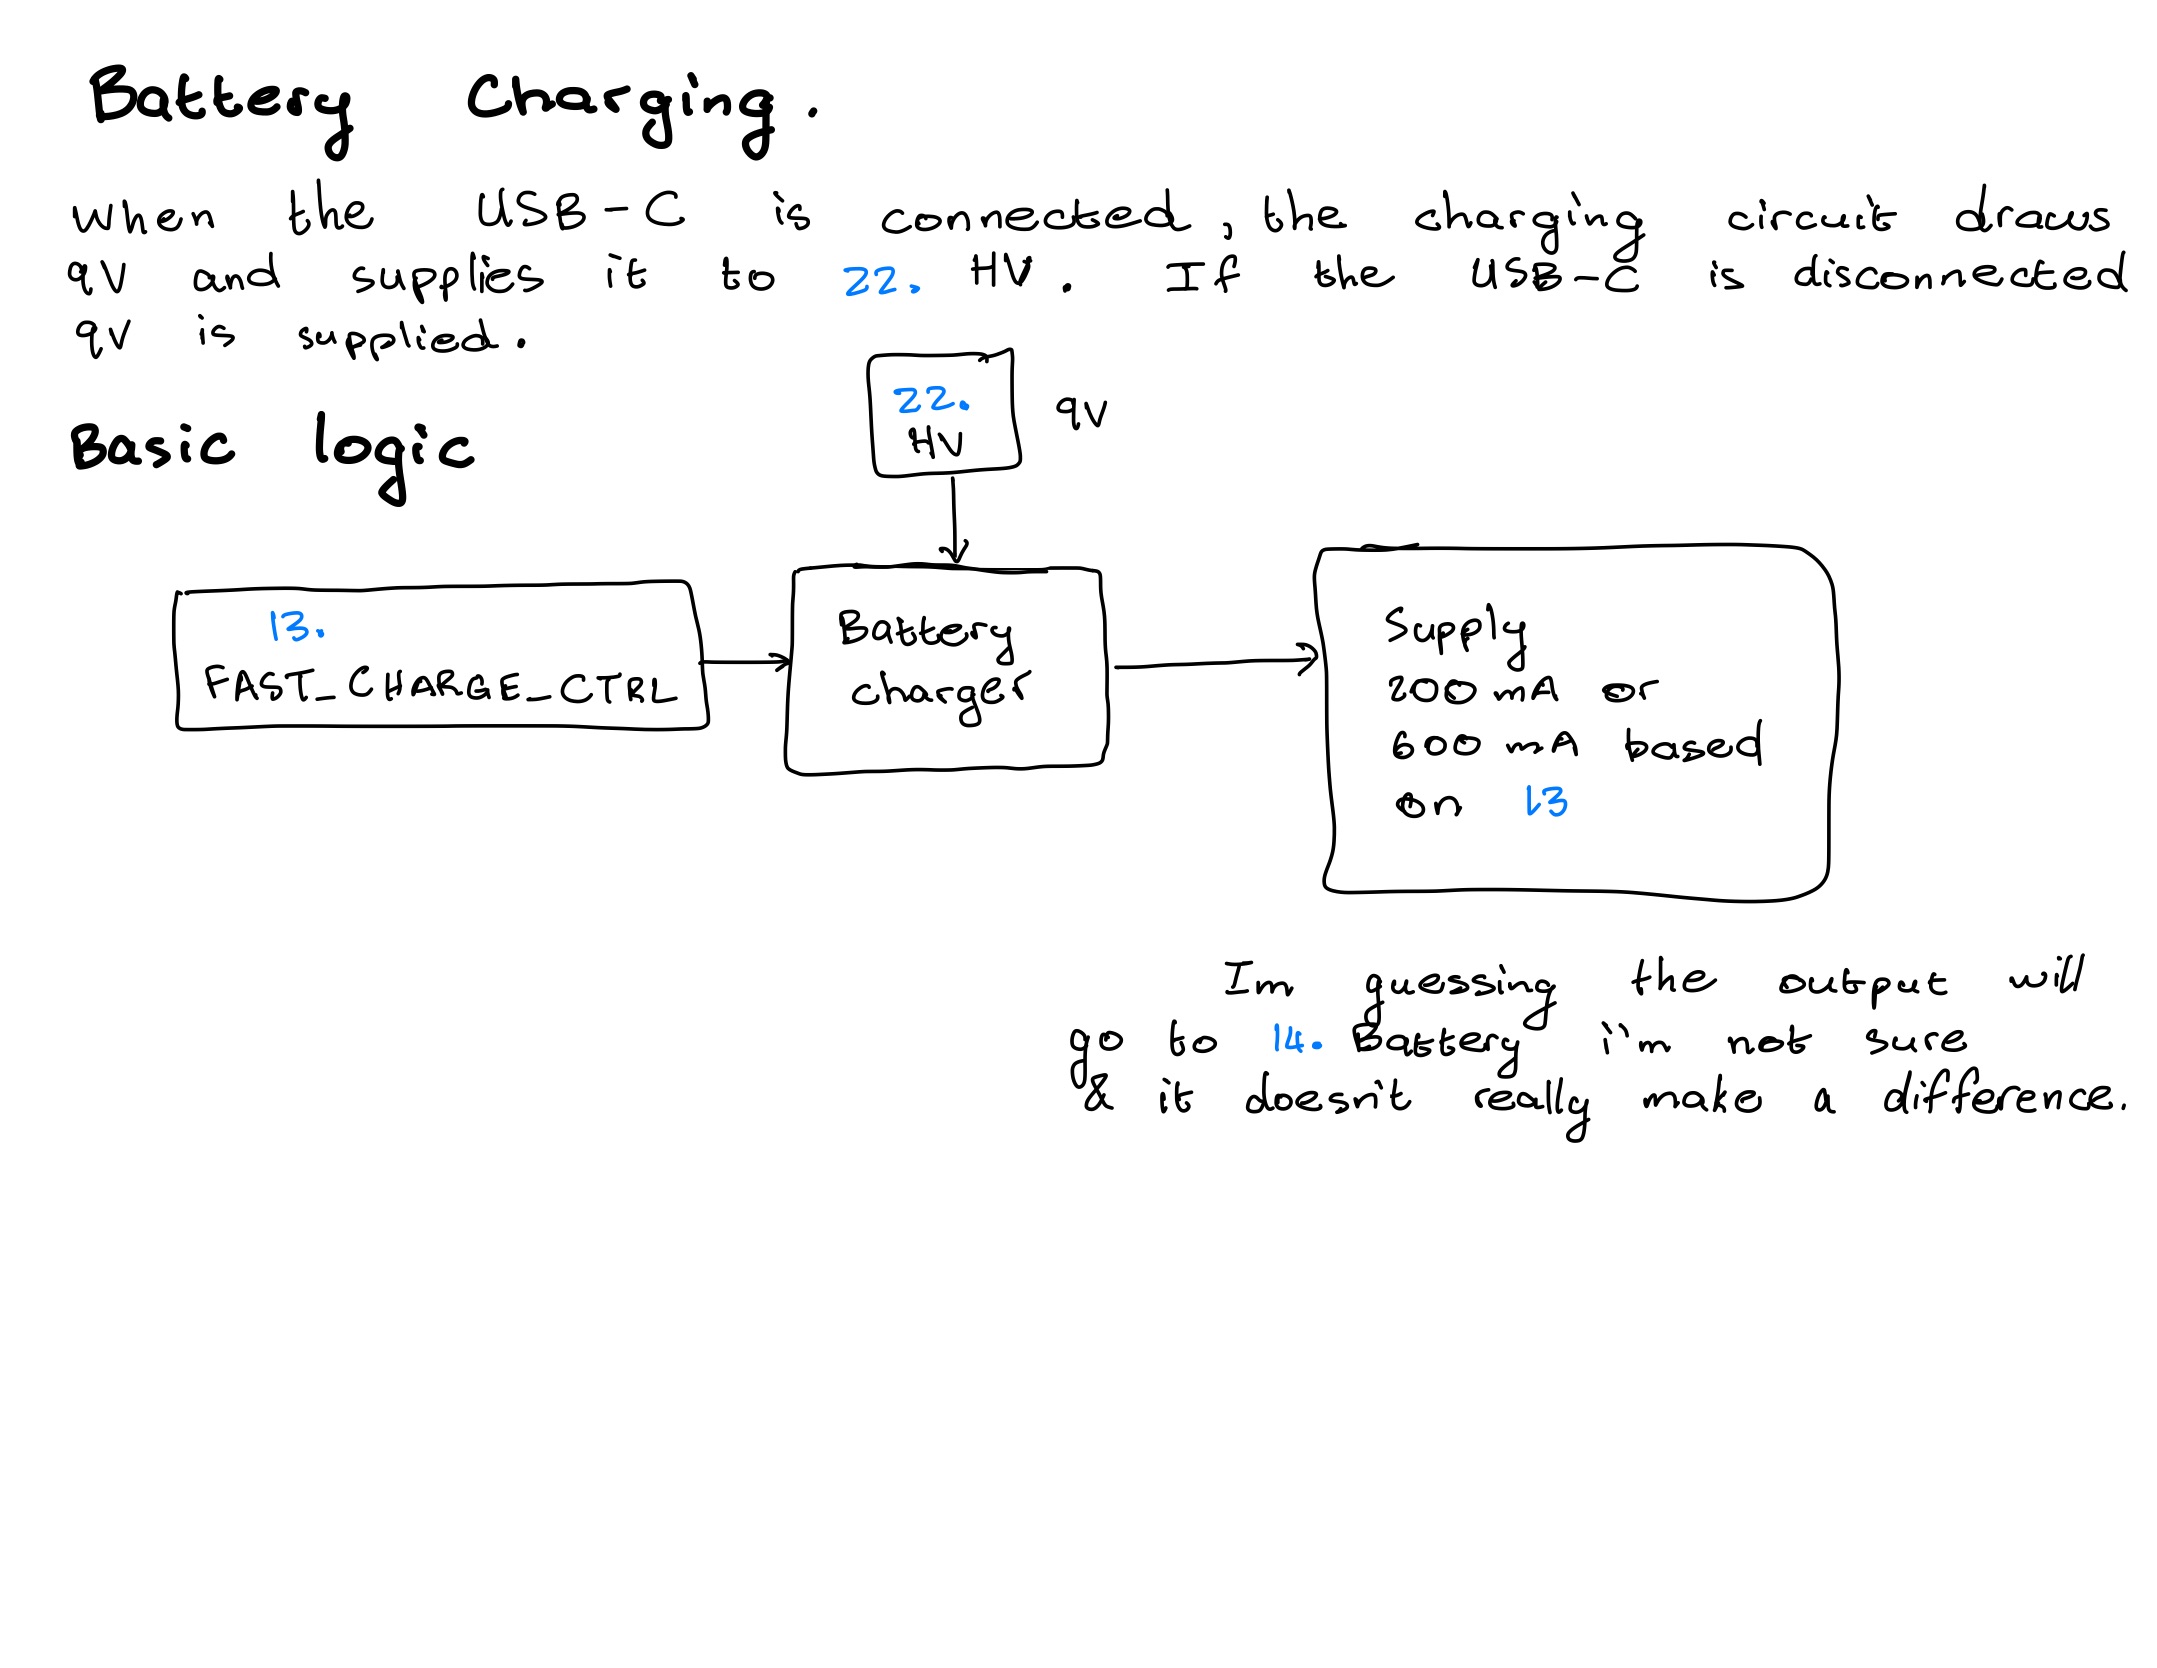 Battery Charging.
when the USB-C is connected, the charging circuit draws
9V and supplies it to 22. HV. If the USB-C is disconnected
9V is supplied.
22.
HV
9V
Basic logic
13.
FAST_CHARGE_CTRL
Battery
charger
Supply
200 mA or
600 mA based
on 13
Im guessing the output will
go to 14. Battery i'm not sure
& it doesn't really make a difference.